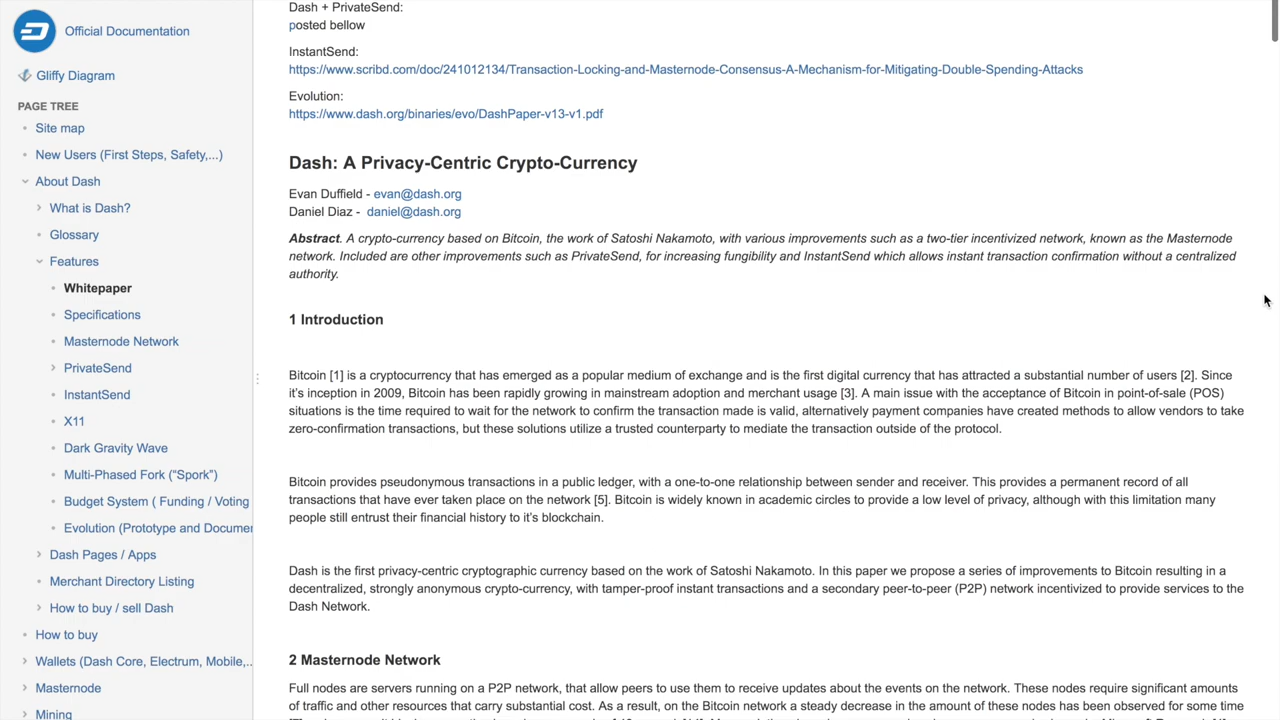 Official Documentation
Gliffy Diagram
PAGE TREE
Site map
New Users (First Steps, Safety,...)
About Dash
What is Dash?
Glossary
Features
Whitepaper
Specifications
Masternode Network
PrivateSend
InstantSend
X11
Dark Gravity Wave
Multi-Phased Fork (“Spork”)
Budget System ( Funding / Voting
Evolution (Prototype and Documen
Dash Pages / Apps
Merchant Directory Listing
How to buy / sell Dash
How to buy
Wallets (Dash Core, Electrum, Mobile,..
Masternode
Mining
Dash + PrivateSend:
posted bellow
InstantSend:
https://www.scribd.com/doc/241012134/Transaction-Locking-and-Masternode-Consensus-A-Mechanism-for-Mitigating-Double-Spending-Attacks
Evolution:
https://www.dash.org/binaries/evo/DashPaper-v13-v1.pdf
Dash: A Privacy-Centric Crypto-Currency
Evan Duffield - evan@dash.org
Daniel Diaz - daniel@dash.org
Abstract. A crypto-currency based on Bitcoin, the work of Satoshi Nakamoto, with various improvements such as a two-tier incentivized network, known as the Masternode
network. Included are other improvements such as PrivateSend, for increasing fungibility and InstantSend which allows instant transaction confirmation without a centralized
authority.
1 Introduction
Bitcoin [1] is a cryptocurrency that has emerged as a popular medium of exchange and is the first digital currency that has attracted a substantial number of users [2]. Since
it’s inception in 2009, Bitcoin has been rapidly growing in mainstream adoption and merchant usage [3]. A main issue with the acceptance of Bitcoin in point-of-sale (POS)
situations is the time required to wait for the network to confirm the transaction made is valid, alternatively payment companies have created methods to allow vendors to take
zero-confirmation transactions, but these solutions utilize a trusted counterparty to mediate the transaction outside of the protocol.
Bitcoin provides pseudonymous transactions in a public ledger, with a one-to-one relationship between sender and receiver. This provides a permanent record of all
transactions that have ever taken place on the network [5]. Bitcoin is widely known in academic circles to provide a low level of privacy, although with this limitation many
people still entrust their financial history to it’s blockchain.
Dash is the first privacy-centric cryptographic currency based on the work of Satoshi Nakamoto. In this paper we propose a series of improvements to Bitcoin resulting in a
decentralized, strongly anonymous crypto-currency, with tamper-proof instant transactions and a secondary peer-to-peer (P2P) network incentivized to provide services to the
Dash Network.
2 Masternode Network
Full nodes are servers running on a P2P network, that allow peers to use them to receive updates about the events on the network. These nodes require significant amounts
of traffic and other resources that carry substantial cost. As a result, on the Bitcoin network a steady decrease in the amount of these nodes has been observed for some time